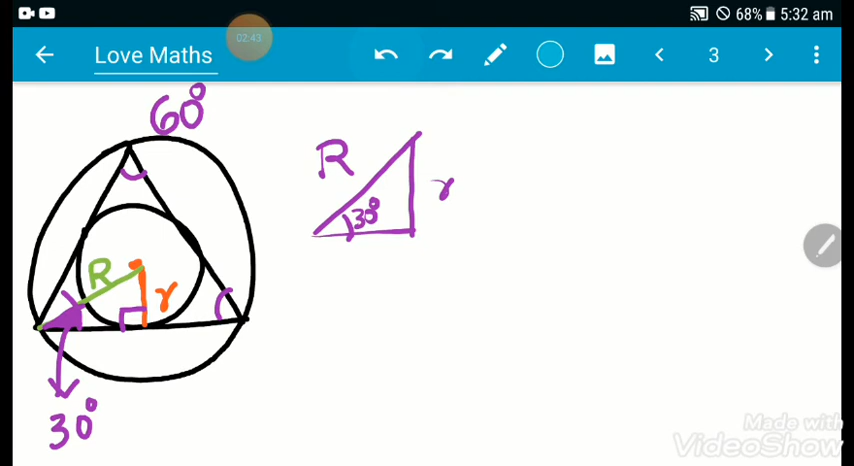 68% 5:32 am
02:43
Love Maths
3
60°
R
r
30°
R
r
30°
Made with
VideoShow